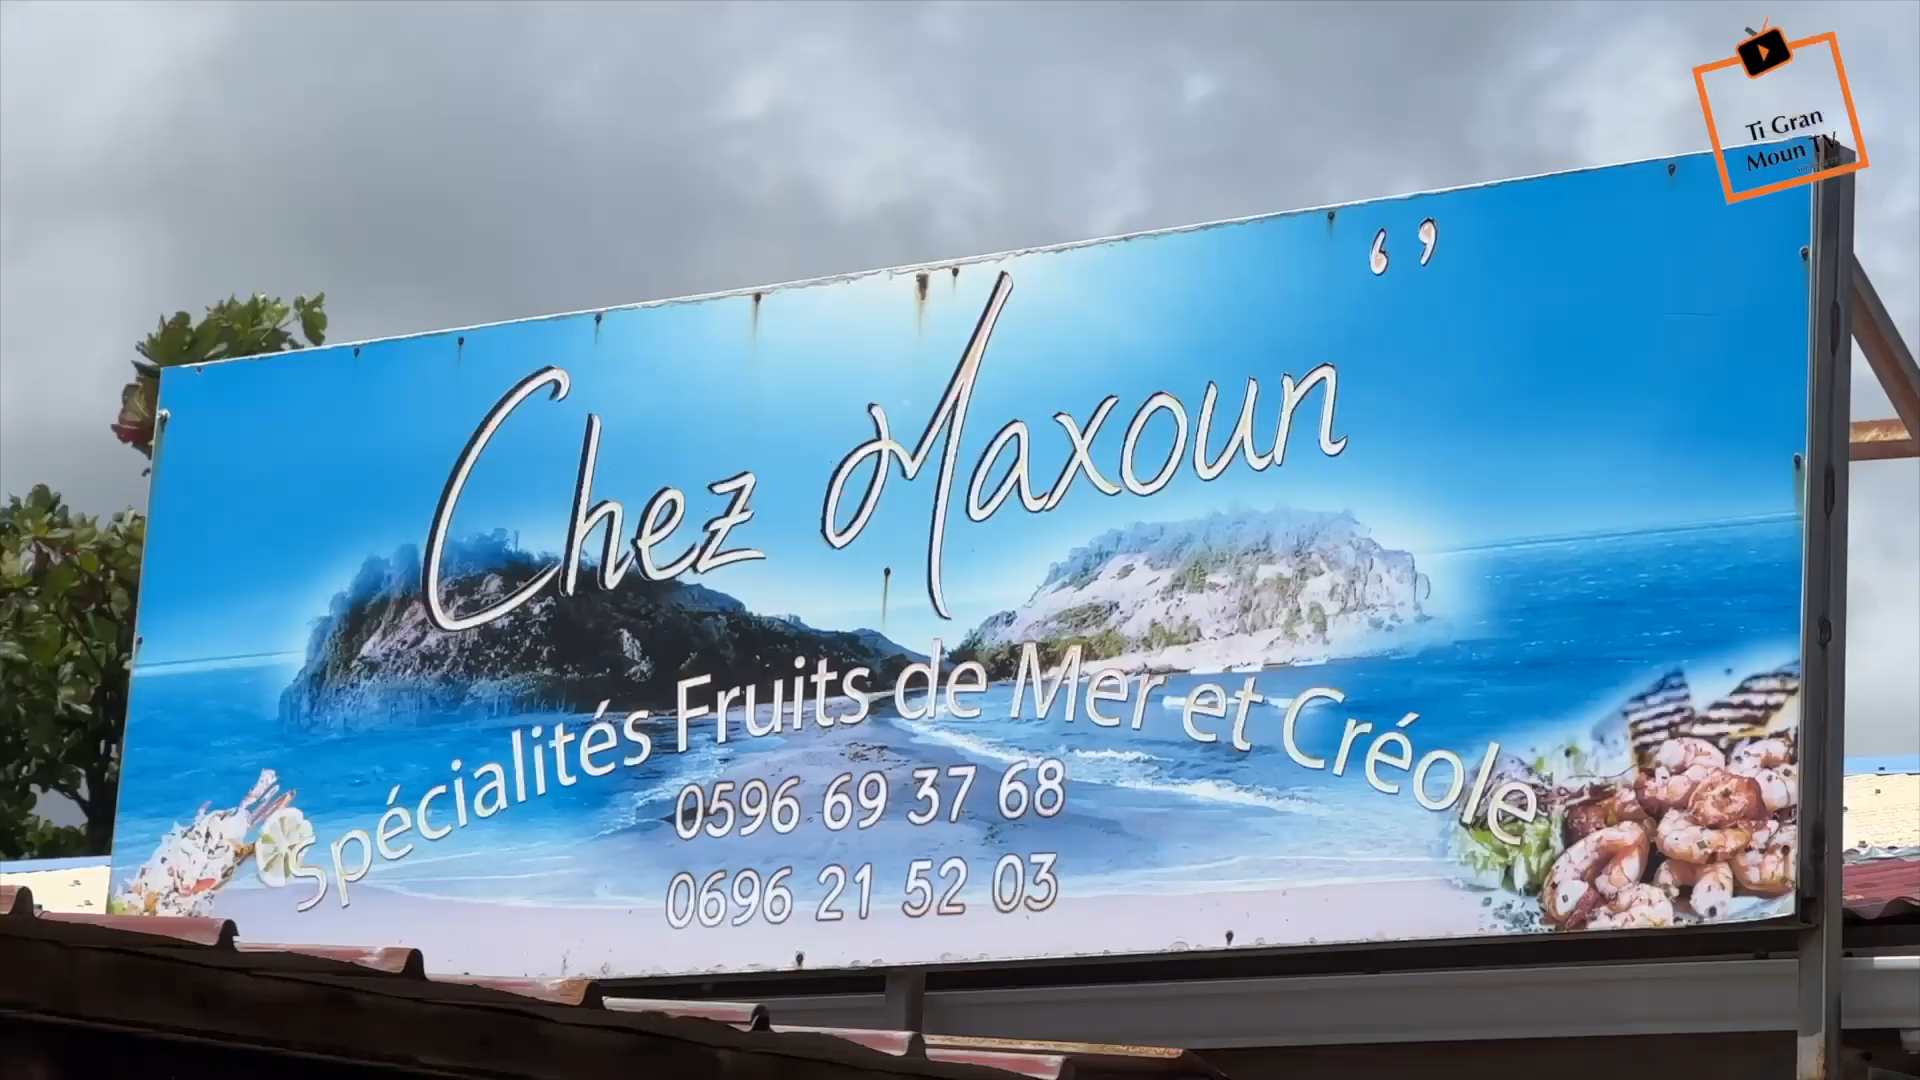 Ti Gran
Moun TV
‘ ’
Chez Maxoun
Spécialités Fruits de Mer et Créole
0596 69 37 68
0696 21 52 03